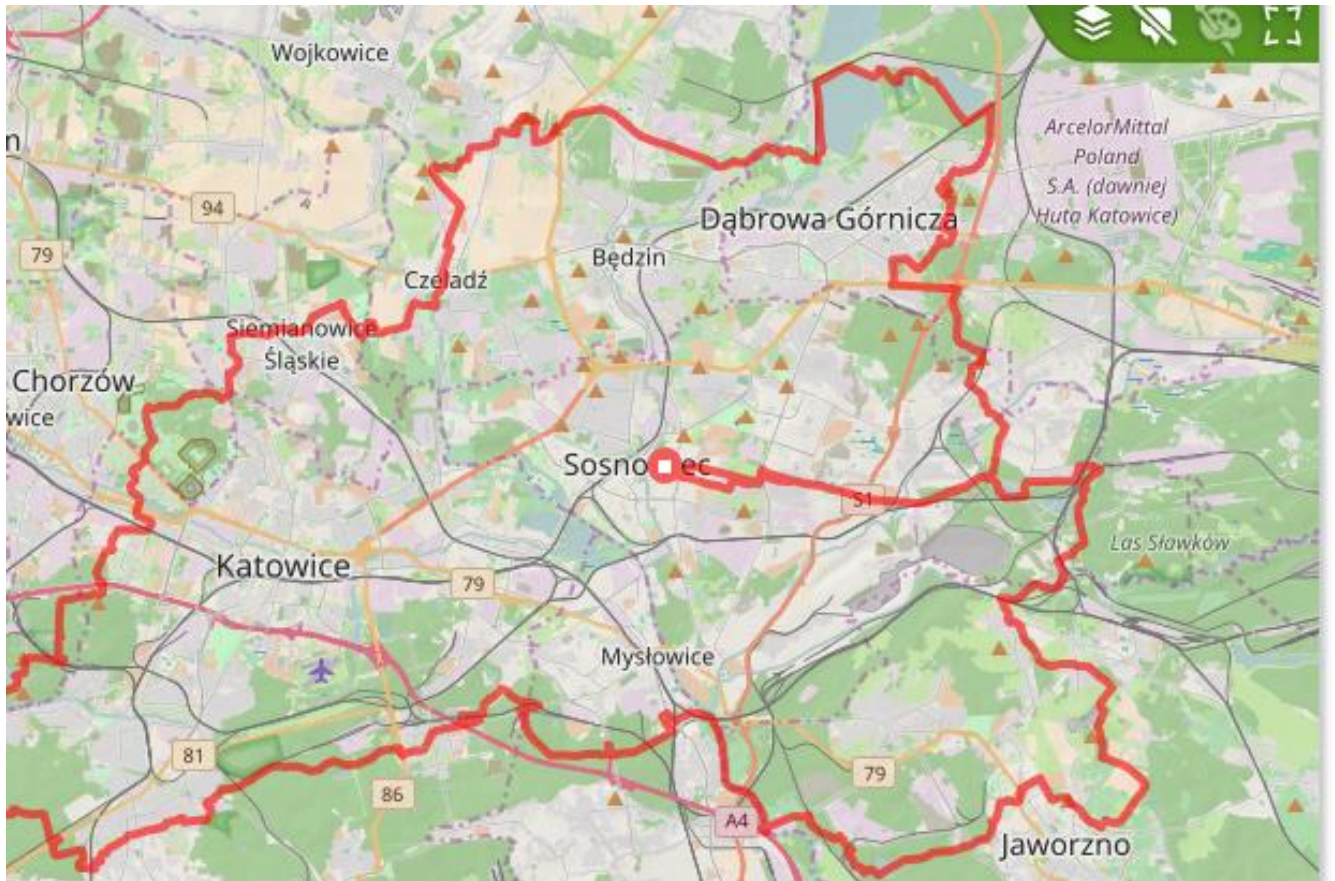 Wojkowice
n
ArcelorMittal
Poland
S.A. (dawniej
Huta Katowice)
94
Dąbrowa Górnicza
79
Będzin
Czeladź
Siemianowice
Śląskie
Chorzów
wice
Sosno ec
S1
Las Sławków
Katowice
79
Mysłowice
81
79
86
A4
Jaworzno